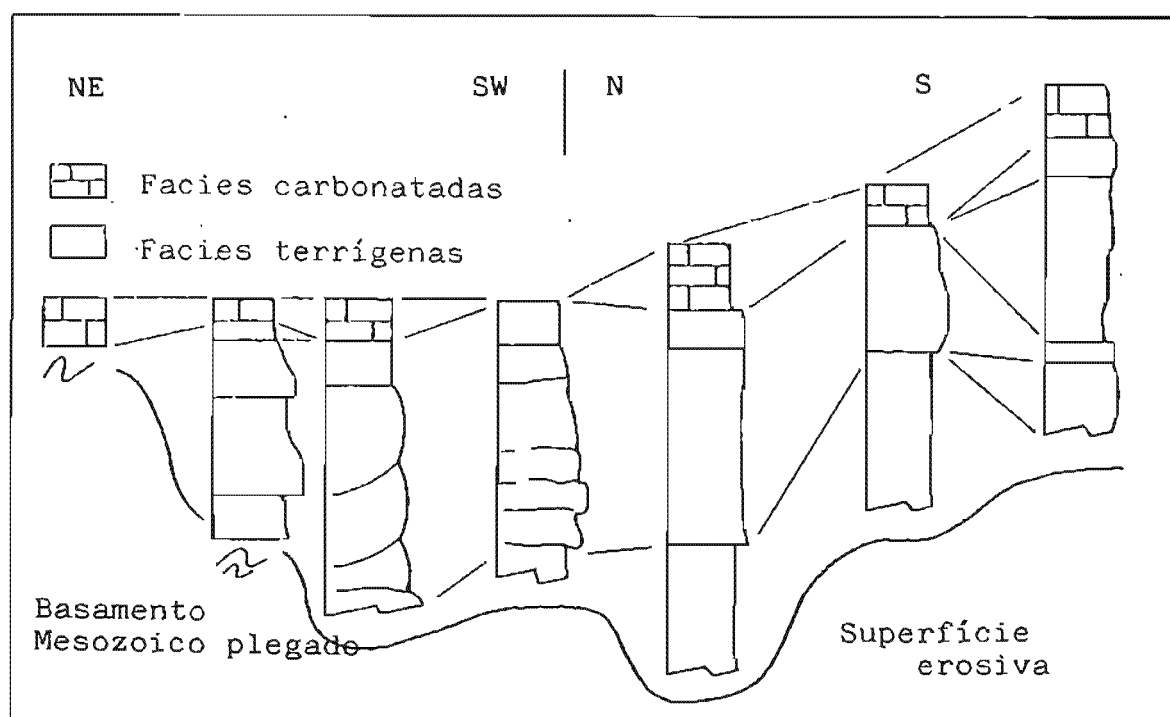 NE SW N S
Facies carbonatadas
Facies terrígenas
Basamento
Mesozoico plegado
Superfície
erosiva